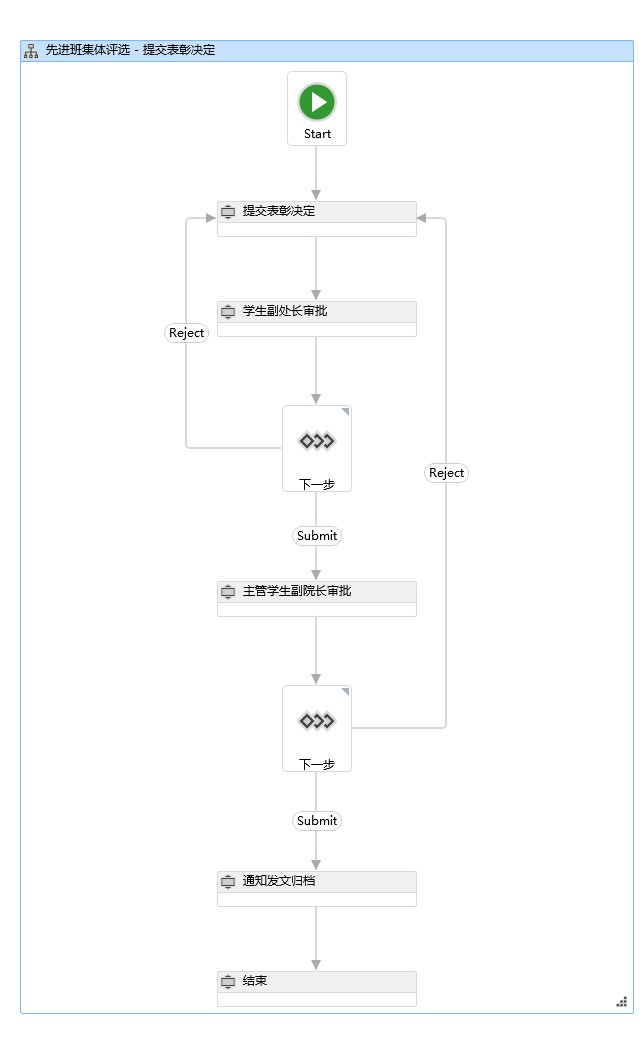 先进班集体评选 - 提交表彰决定
Start
提交表彰决定
学生副处长审批
Reject
下一步
Reject
Submit
主管学生副院长审批
下一步
Submit
通知发文归档
结束